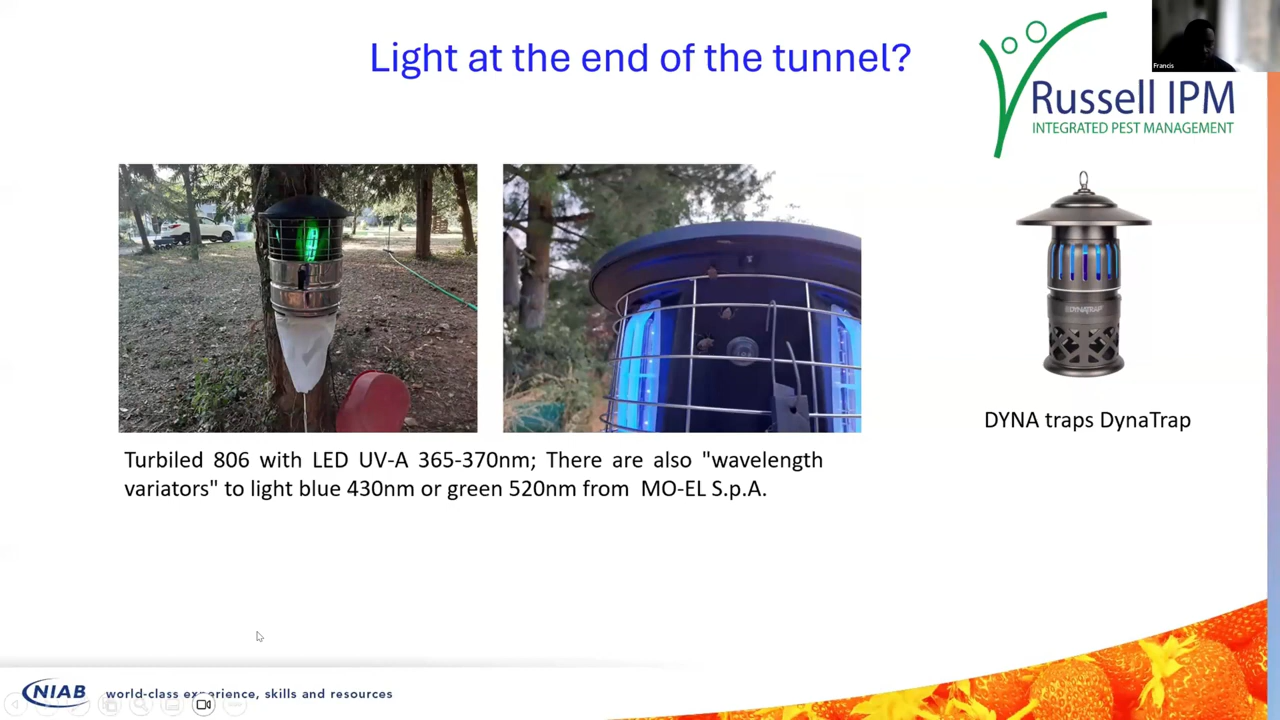 Light at the end of the tunnel?
Russell IPM
INTEGRATED PEST MANAGEMENT
Francis
DYNATRAP
DYNA traps DynaTrap
Turbiled 806 with LED UV-A 365-370nm; There are also "wavelength
variators" to light blue 430nm or green 520nm from MO-EL S.p.A.
NIAB
world-class experience, skills and resources